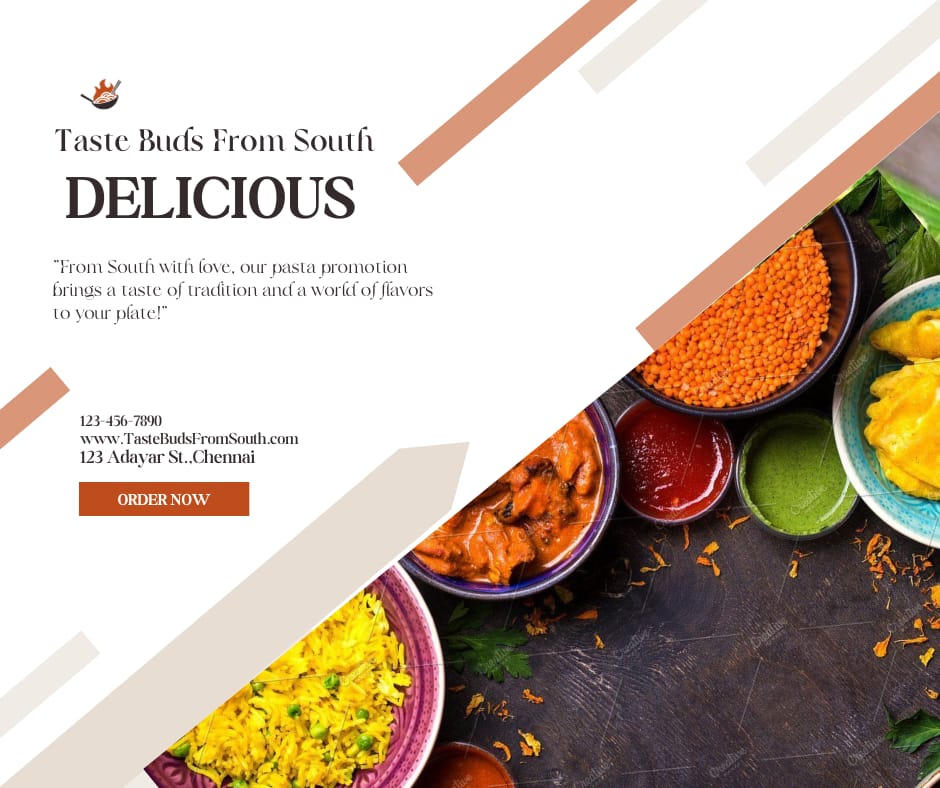 Taste Buds From South
DELICIOUS
"From South with love, our pasta promotion
brings a taste of tradition and a world of flavors
to your plate!"
123-456-7890
www.TasteBudsFromSouth.com
123 Adayar St.,Chennai
ORDER NOW